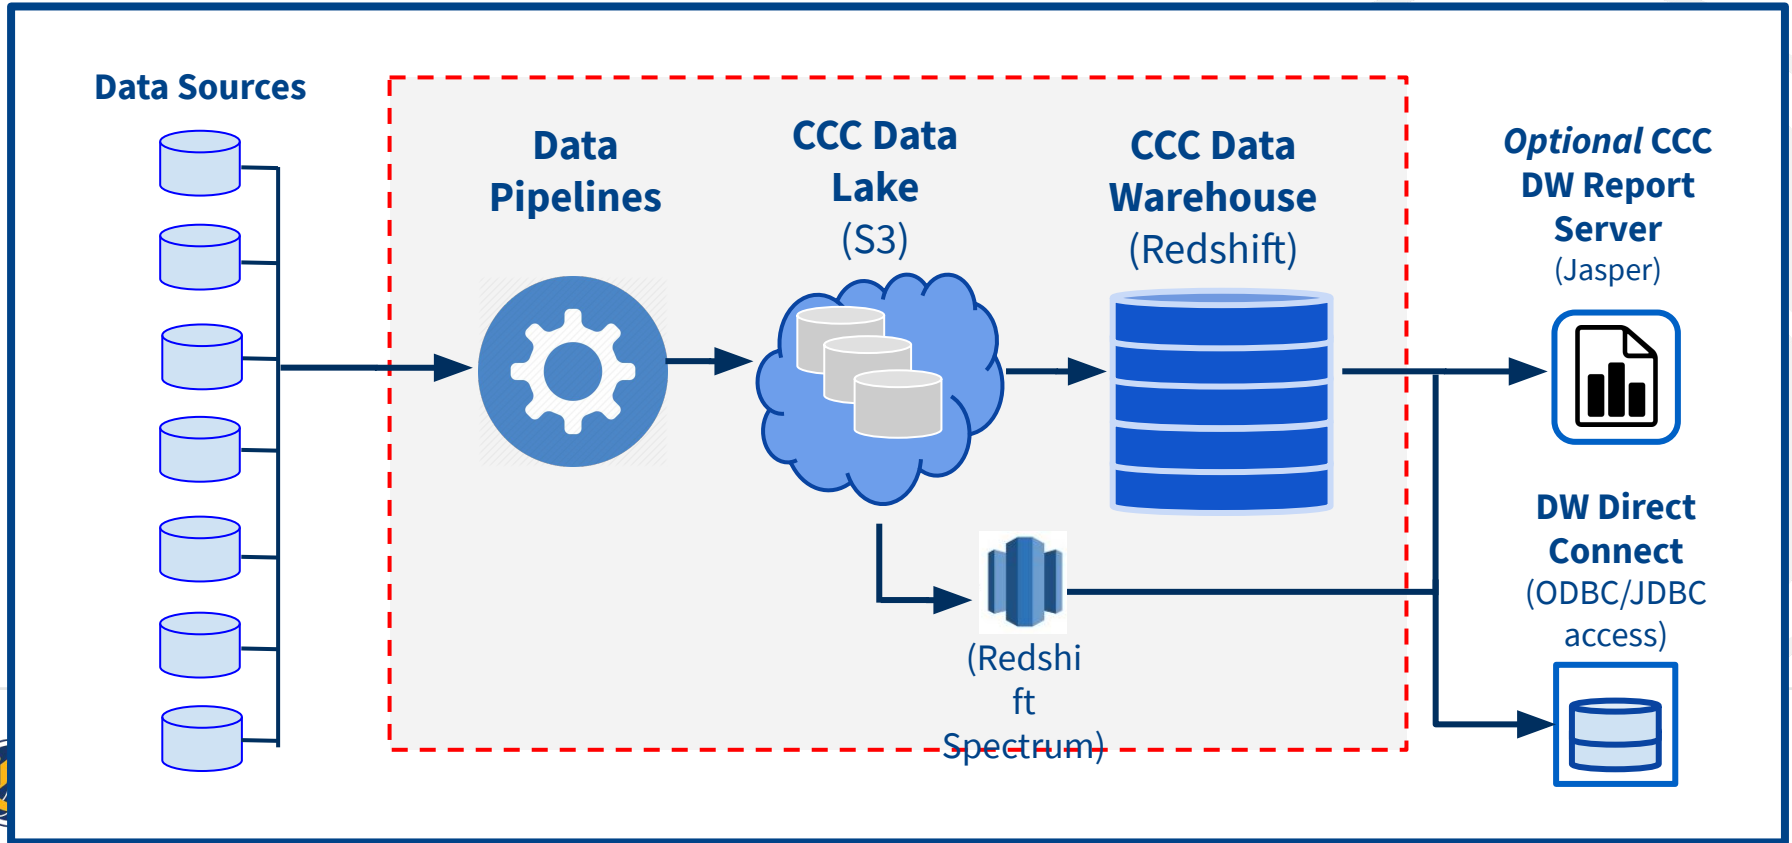 Data Sources
Data
Pipelines
CCC Data
Lake
(S3)
CCC Data
Warehouse
(Redshift)
Optional CCC
DW Report
Server
(Jasper)
DW Direct
Connect
(ODBC/JDBC
access)
(Redshi
ft
Spectrum)